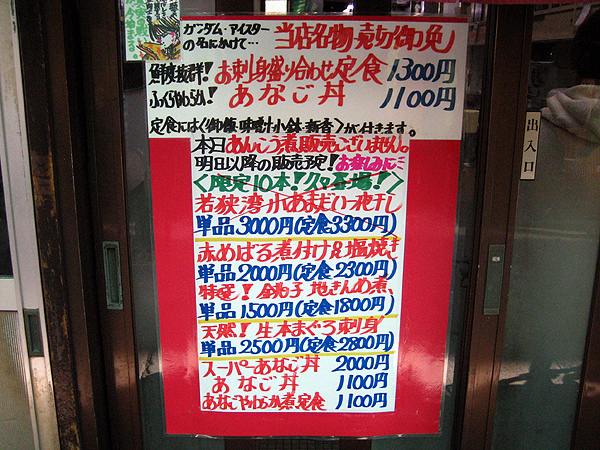 ガンダム・アイスター
の名にかけて… 当店名物売切御免
鮮度抜群! お刺身盛り合わせ定食 1300円
ふっくらやわらか! あなご丼 1100円
定食には〈御飯・味噌汁・小鉢・新香〉が付きます。
本日あんこう煮販売ございません。
明日以降の販売予定!お楽しみに
〈限定10本!久々登場!〉
若狭湾小あまだい一夜干し
単品3000円(定食3300円)
赤めばる煮付け&塩焼き
単品2000円(定食2300円)
特選!銚子地きんめ煮、
単品1500円(定食1800円)
天然!生本まぐろ刺身
単品2500円(定食2800円)
スーパーあなご丼 2000円
あなご丼 1100円
あなごやわらか煮定食 1100円
出入口